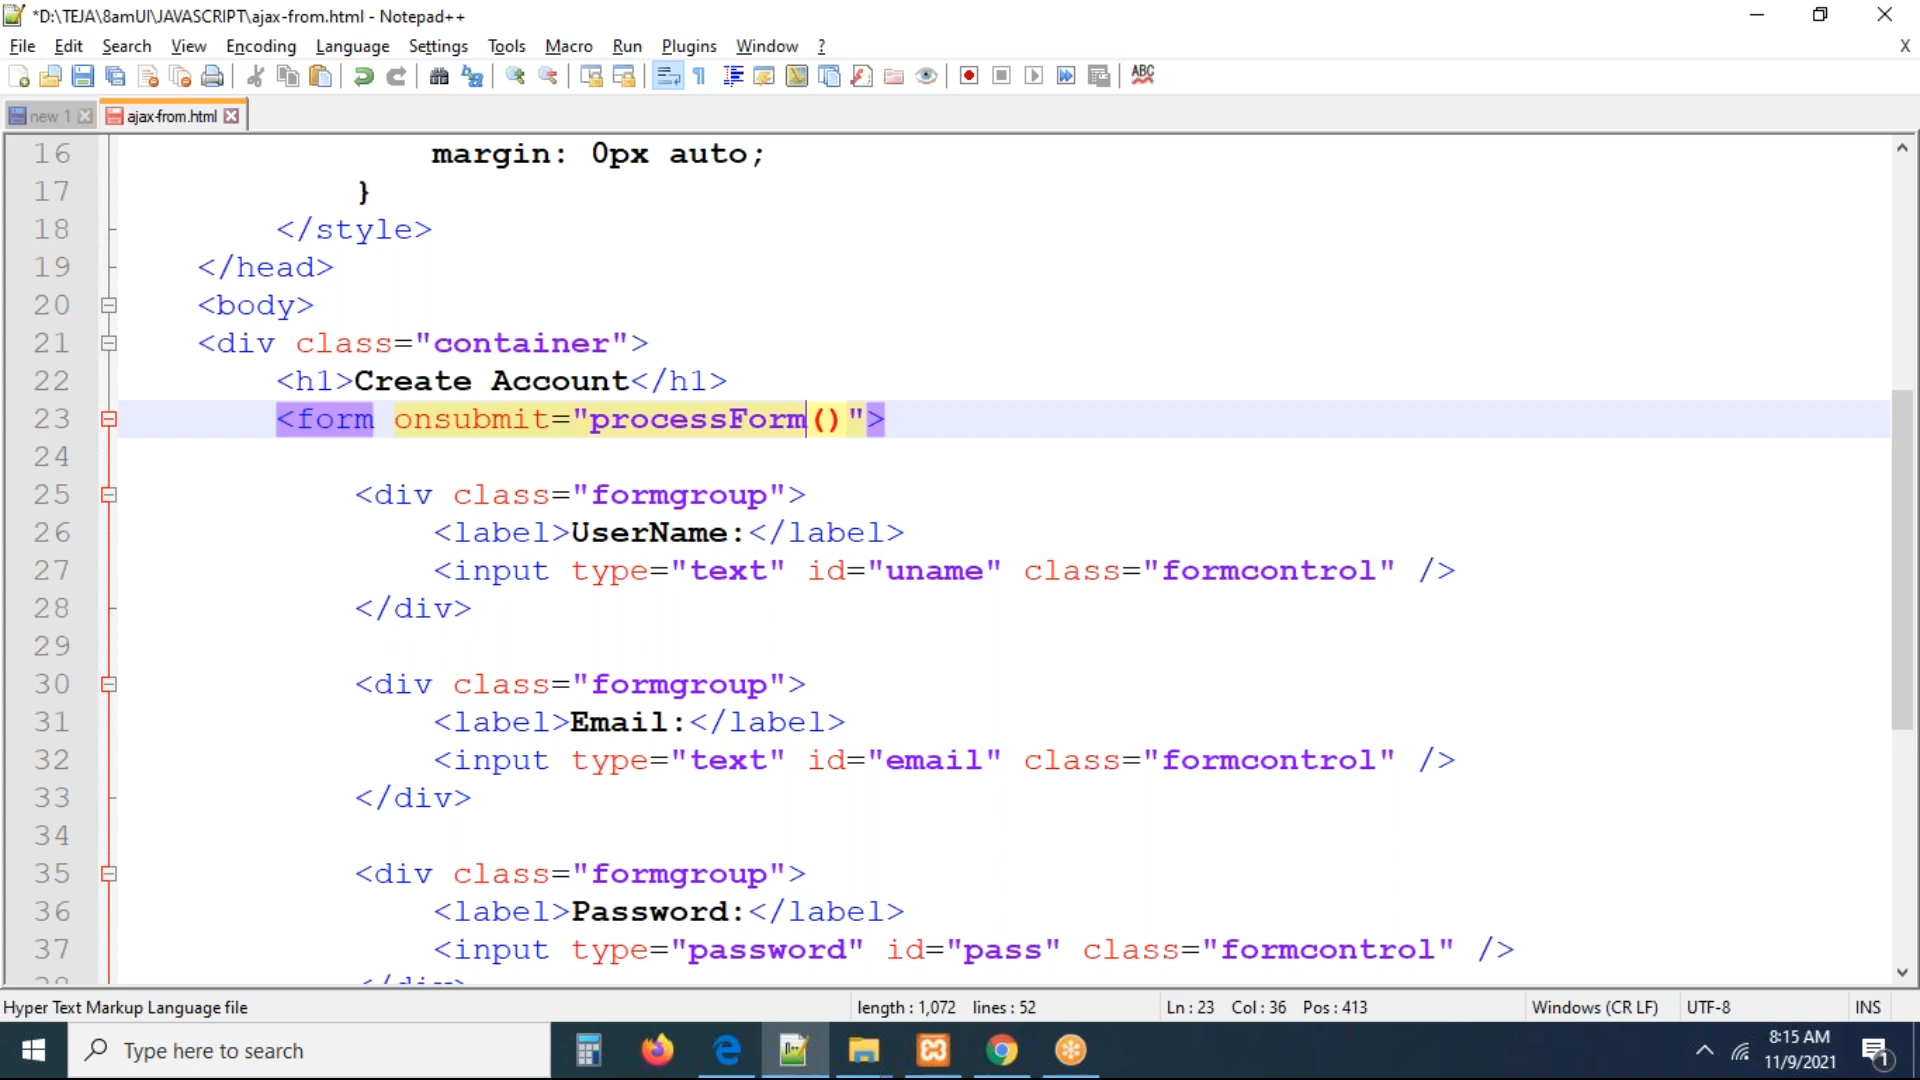 *D:\TEJA\8amUI\JAVASCRIPT\ajax-from.html - Notepad++
File Edit Search View Encoding Language Settings Tools Macro Run Plugins Window ? X
ABC
new 1 ajax-from.html
16 margin: 0px auto;
17 }
18 </style>
19 </head>
20 <body>
21 <div class="container">
22 <h1>Create Account</h1>
23 <form onsubmit="processForm()">
24
25 <div class="formgroup">
26 <label>UserName:</label>
27 <input type="text" id="uname" class="formcontrol" />
28 </div>
29
30 <div class="formgroup">
31 <label>Email:</label>
32 <input type="text" id="email" class="formcontrol" />
33 </div>
34
35 <div class="formgroup">
36 <label>Password:</label>
37 <input type="password" id="pass" class="formcontrol" />
38 </div>
Hyper Text Markup Language file length : 1,072 lines : 52 Ln : 23 Col : 36 Pos : 413 Windows (CR LF) UTF-8 INS
Type here to search
8:15 AM
11/9/2021
1